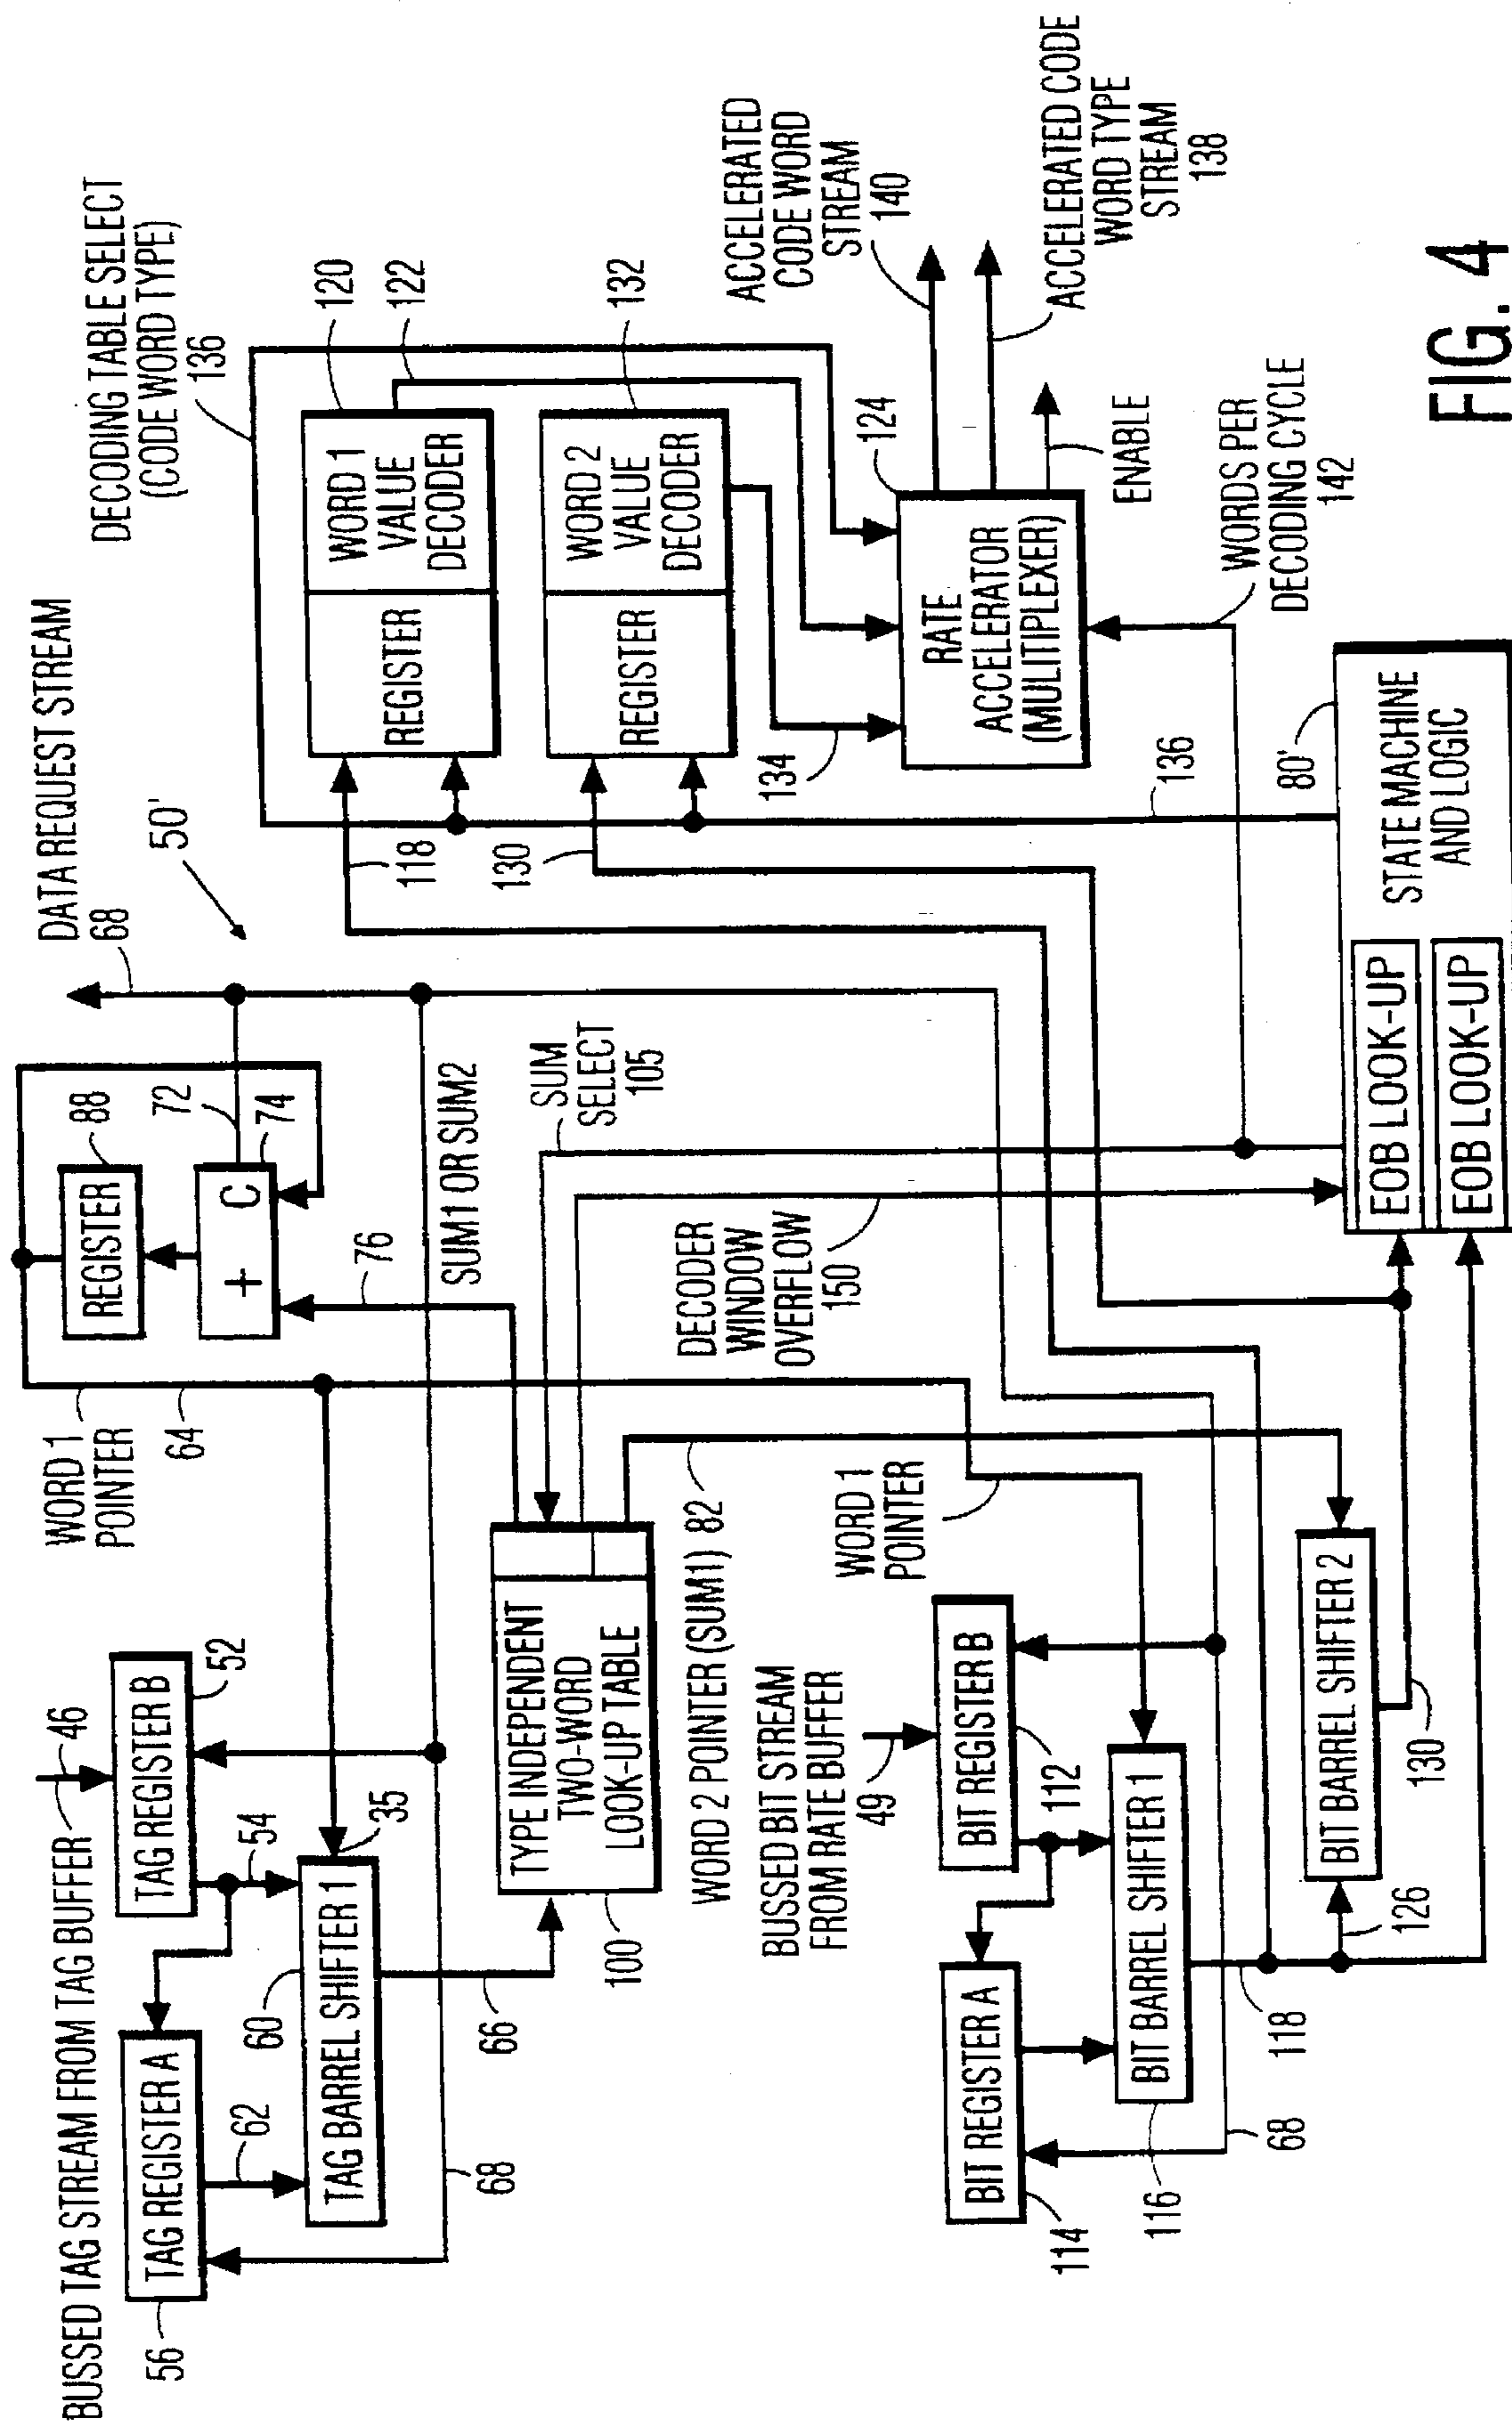 BUSSED TAG STREAM FROM TAG BUFFER
46
TAG REGISTER B
52
54
TAG REGISTER A
56
62
60
TAG BARREL SHIFTER 1
35
66
68
WORD 1
POINTER
64
REGISTER
88
+ C
72
74
76
SUM1 OR SUM2
DATA REQUEST STREAM
68
50'
TYPE INDEPENDENT
TWO-WORD
LOOK-UP TABLE
100
SUM
SELECT
105
DECODER
WINDOW
OVERFLOW
150
WORD 2 POINTER (SUM1) 82
WORD 1
POINTER
BUSSED BIT STREAM
FROM RATE BUFFER
49
BIT REGISTER B
112
BIT REGISTER A
114
BIT BARREL SHIFTER 1
116
118
68
126
BIT BARREL SHIFTER 2
130
DECODING TABLE SELECT
(CODE WORD TYPE)
136
REGISTER
WORD 1
VALUE
DECODER
120
122
118
REGISTER
WORD 2
VALUE
DECODER
132
130
134
RATE
ACCELERATOR
(MULITIPLEXER)
124
ACCELERATED
CODE WORD
STREAM
140
ACCELERATED CODE
WORD TYPE
STREAM
138
ENABLE
WORDS PER
DECODING CYCLE
142
136
80'
STATE MACHINE
AND LOGIC
EOB LOOK-UP
EOB LOOK-UP
FIG. 4